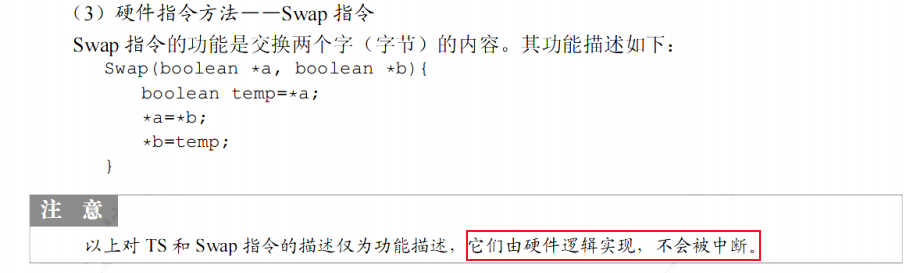 （3）硬件指令方法——Swap 指令
Swap 指令的功能是交换两个字（字节）的内容。其功能描述如下：
Swap(boolean *a, boolean *b){
boolean temp=*a;
*a=*b;
*b=temp;
}
注 意
以上对 TS 和 Swap 指令的描述仅为功能描述，它们由硬件逻辑实现，不会被中断。